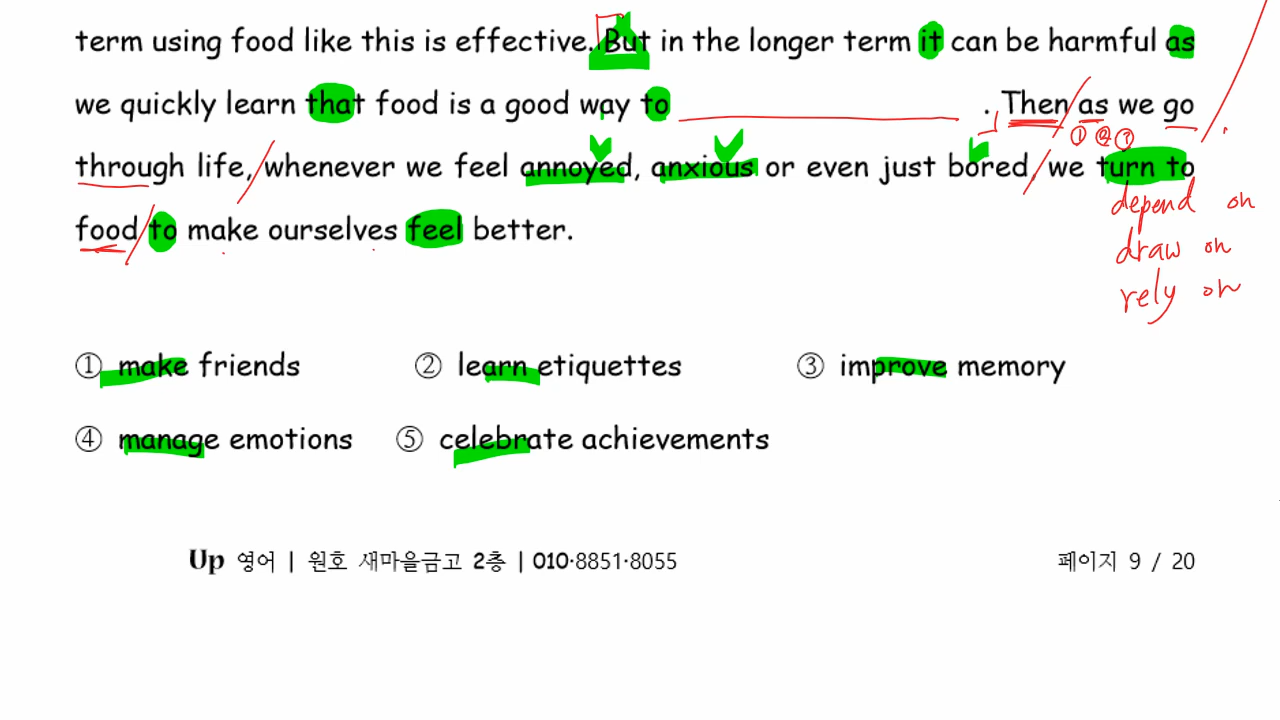 term using food like this is effective. But in the longer term it can be harmful as
we quickly learn that food is a good way to ____________. Then as we go
① ② ?
through life, whenever we feel annoyed, anxious or even just bored, we turn to
depend on
food to make ourselves feel better.
draw on
rely on
① make friends ② learn etiquettes ③ improve memory
④ manage emotions ⑤ celebrate achievements
Up 영어 | 원호 새마을금고 2층 | 010·8851·8055 페이지 9 / 20